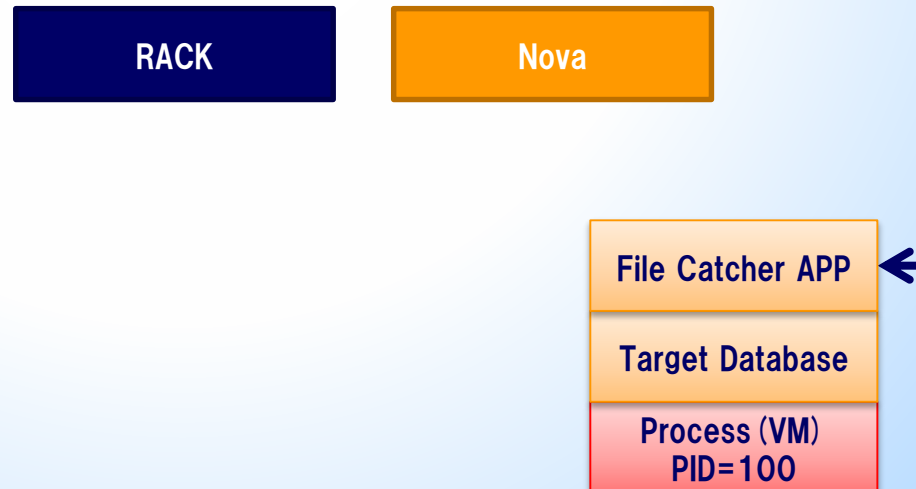 RACK
Nova
File Catcher APP
Target Database
Process(VM)
PID=100